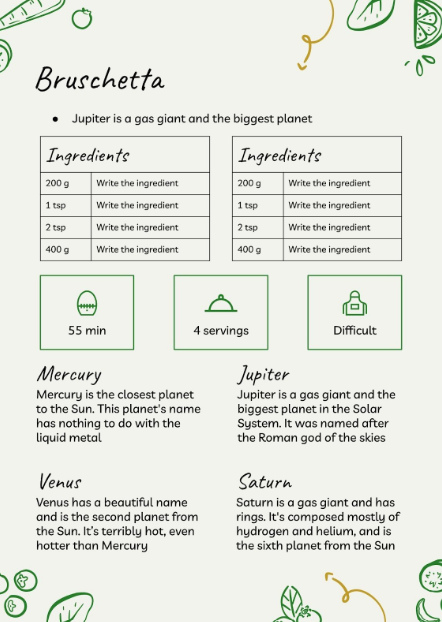 Bruschetta
● Jupiter is a gas giant and the biggest planet
Ingredients
200 g Write the ingredient
1 tsp Write the ingredient
2 tsp Write the ingredient
400 g Write the ingredient
Ingredients
200 g Write the ingredient
1 tsp Write the ingredient
2 tsp Write the ingredient
400 g Write the ingredient
55 min
4 servings
Difficult
Mercury
Mercury is the closest planet
to the Sun. This planet's name
has nothing to do with the
liquid metal
Jupiter
Jupiter is a gas giant and the
biggest planet in the Solar
System. It was named after
the Roman god of the skies
Venus
Venus has a beautiful name
and is the second planet from
the Sun. It's terribly hot, even
hotter than Mercury
Saturn
Saturn is a gas giant and has
rings. It's composed mostly of
hydrogen and helium, and is
the sixth planet from the Sun